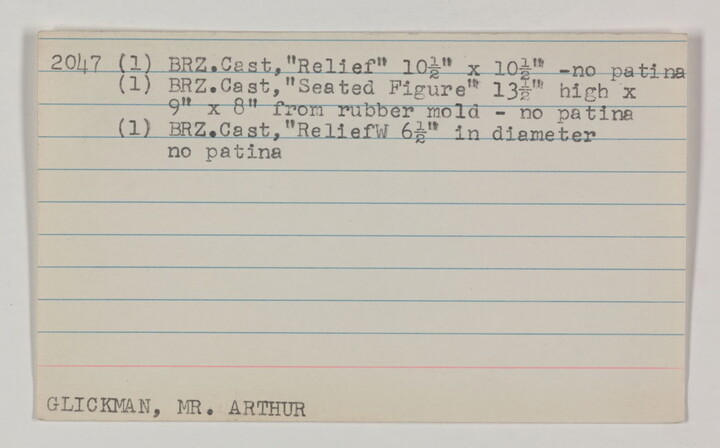 2047 (1) BRZ.Cast,"Relief" 10½" x 10½" -no patina
(1) BRZ.Cast,"Seated Figure" 13½" high x
9" x 8" from rubber mold - no patina
(1) BRZ.Cast,"ReliefW 6½" in diameter
no patina
GLICKMAN, MR. ARTHUR